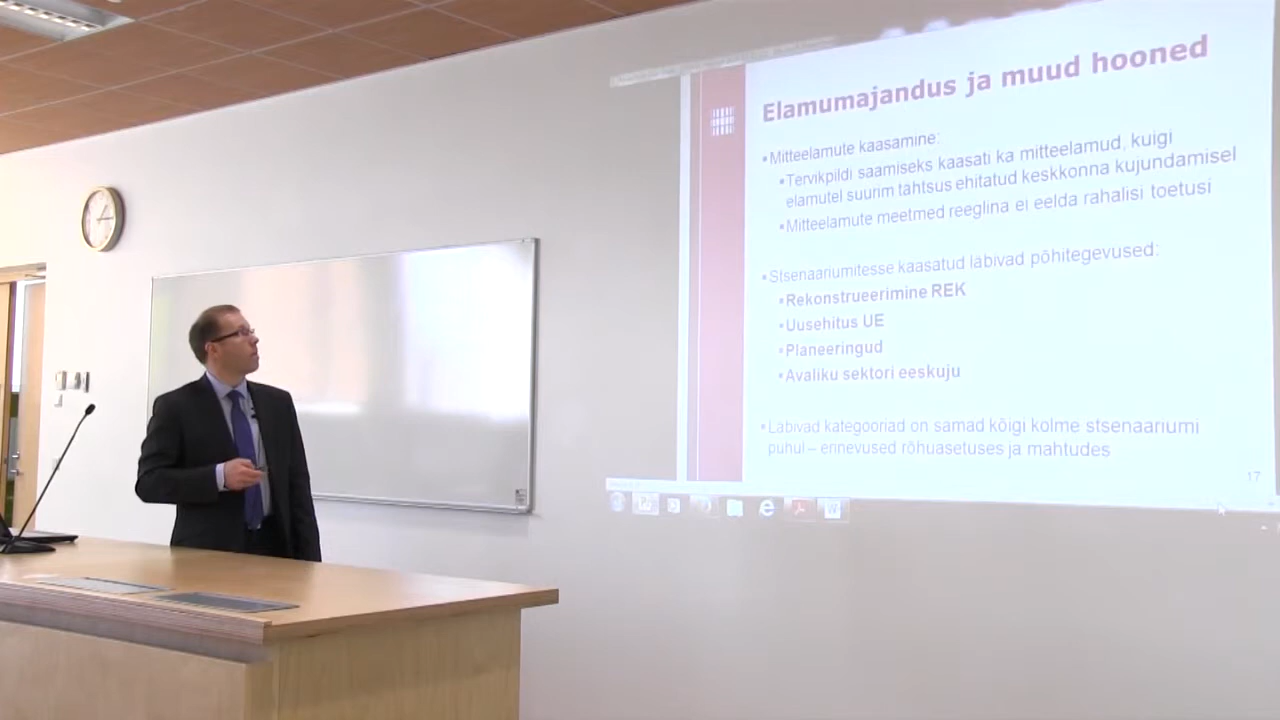 Elamumajandus ja muud hooned
Mitteelamute kaasamine:
Tervikpildi saamiseks kaasati ka mitteelamud, kuigi
elamutel suurim tähtsus ehitatud keskkonna kujundamisel
Mitteelamute meetmed reeglina ei eelda rahalisi toetusi
Stsenaariumitesse kaasatud läbivad põhitegevused:
Rekonstrueerimine REK
Uusehitus UE
Planeeringud
Avaliku sektori eeskuju
Läbivad kategooriad on samad kõigi kolme stsenaariumi
puhul – erinevused rõhuasetuses ja mahtudes
17